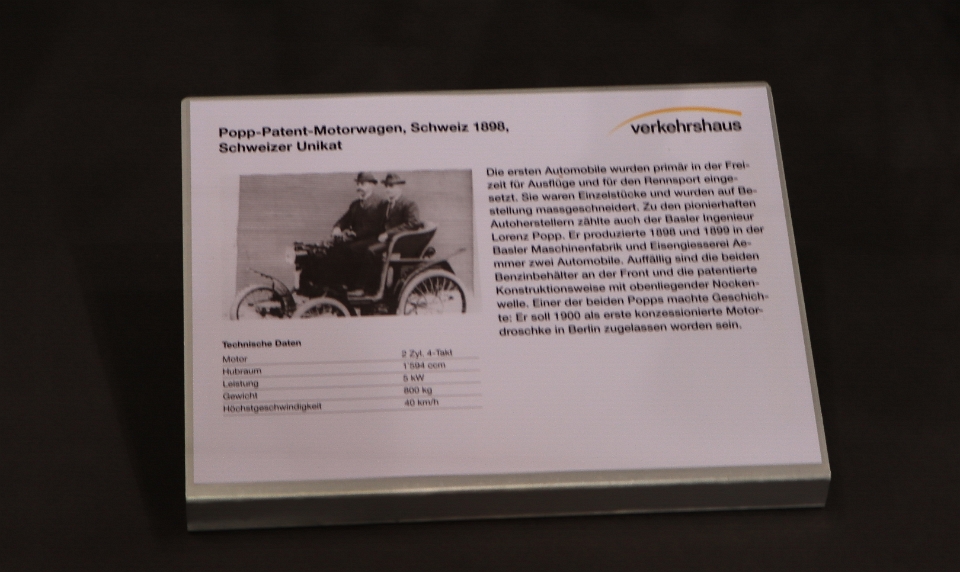 Popp-Patent-Motorwagen, Schweiz 1898,
Schweizer Unikat
verkehrshaus
Die ersten Automobile wurden primär in der Frei-
zeit für Ausflüge und für den Rennsport einge-
setzt. Sie waren Einzelstücke und wurden auf Be-
stellung massgeschneidert. Zu den pionierhaften
Autoherstellern zählte auch der Basler Ingenieur
Lorenz Popp. Er produzierte 1898 und 1899 in der
Basler Maschinenfabrik und Eisengiesserei Ae-
mmer zwei Automobile. Auffällig sind die beiden
Benzinbehälter an der Front und die patentierte
Konstruktionsweise mit obenliegender Nocken-
welle. Einer der beiden Popps machte Geschich-
te: Er soll 1900 als erste konzessionierte Motor-
droschke in Berlin zugelassen worden sein.
Technische Daten
Motor 2 Zyl. 4-Takt
Hubraum 1'594 ccm
Leistung 5 kW
Gewicht 800 kg
Höchstgeschwindigkeit 40 km/h